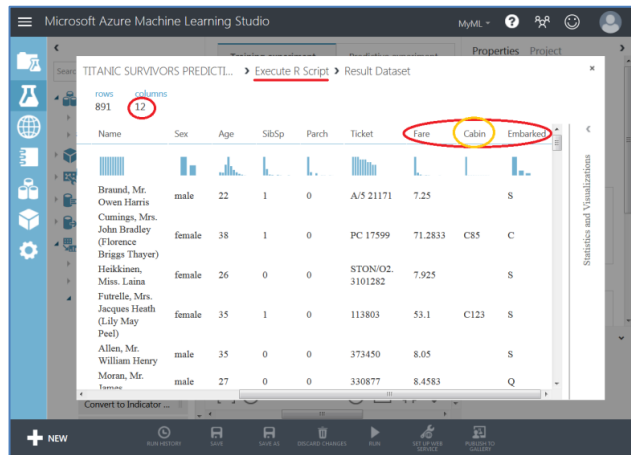 Microsoft Azure Machine Learning Studio
MyML
?
Properties Project
TITANIC SURVIVORS PREDICTI... > Execute R Script > Result Dataset
×
rows columns
891 12
Name Sex Age SibSp Parch Ticket Fare Cabin Embarked
Braund, Mr.
Owen Harris male 22 1 0 A/5 21171 7.25 S
Cumings, Mrs.
John Bradley
(Florence
Briggs Thayer) female 38 1 0 PC 17599 71.2833 C85 C
Heikkinen,
Miss. Laina female 26 0 0 STON/O2.
3101282 7.925 S
Futrelle, Mrs.
Jacques Heath
(Lily May
Peel) female 35 1 0 113803 53.1 C123 S
Allen, Mr.
William Henry male 35 0 0 373450 8.05 S
Moran, Mr.
James male 27 0 0 330877 8.4583 Q
Statistics and Visualizations
Convert to Indicator ...
NEW
RUN HISTORY
SAVE
SAVE AS
DISCARD CHANGES
RUN
SET UP WEB
SERVICE
PUBLISH TO
GALLERY